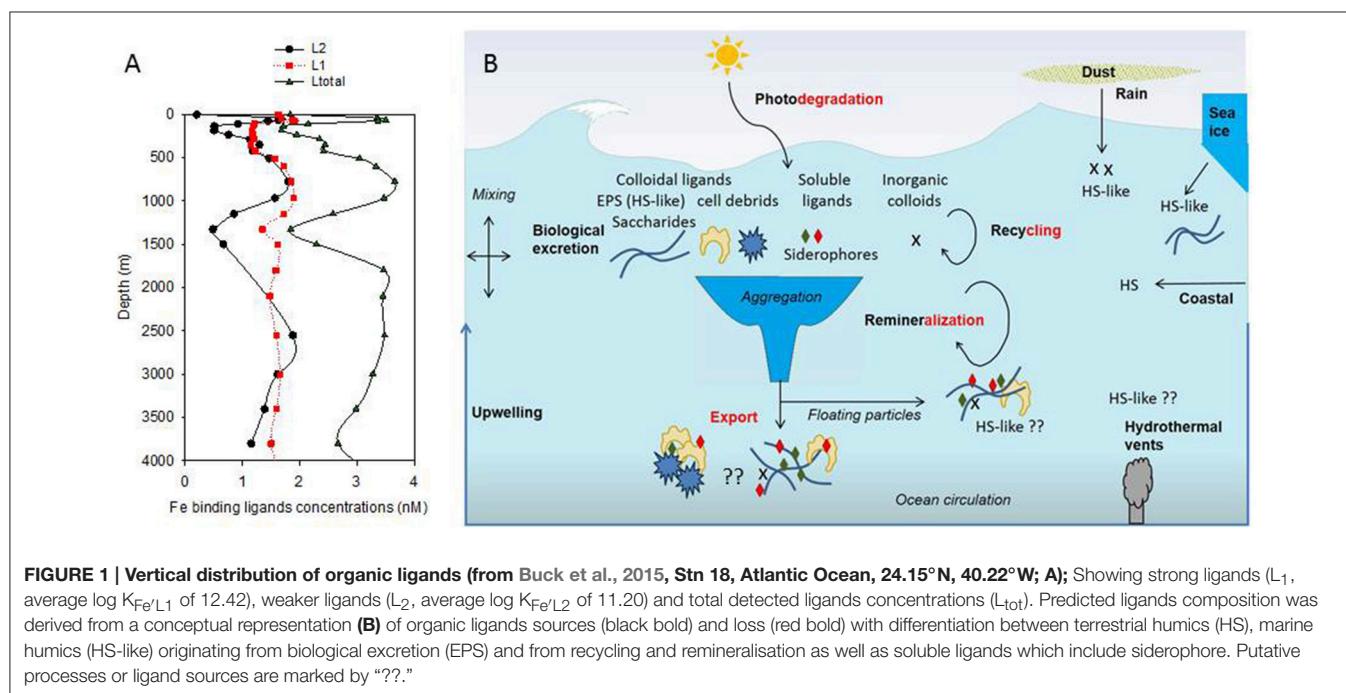 A
L2
L1
Ltotal
0
500
1000
1500
2000
2500
3000
3500
4000
Depth (m)
0 1 2 3 4
Fe binding ligands concentrations (nM)
B
Photodegradation
Dust
Rain
Sea
ice
X X
HS-like
HS-like
Mixing
Colloidal ligands
EPS (HS-like) cell debrids
Saccharides
Soluble
ligands
Inorganic
colloids
Biological
excretion
Siderophores
X
Recycling
HS
Coastal
Aggregation
Remineralization
Upwelling
Export
Floating particles
X
HS-like ??
HS-like ??
Hydrothermal
vents
??
X
Ocean circulation
FIGURE 1 | Vertical distribution of organic ligands (from Buck et al., 2015, Stn 18, Atlantic Ocean, 24.15°N, 40.22°W; A); Showing strong ligands (L1,
average log KFe′L1 of 12.42), weaker ligands (L2, average log KFe′L2 of 11.20) and total detected ligands concentrations (Ltot). Predicted ligands composition was
derived from a conceptual representation (B) of organic ligands sources (black bold) and loss (red bold) with differentiation between terrestrial humics (HS), marine
humics (HS-like) originating from biological excretion (EPS) and from recycling and remineralisation as well as soluble ligands which include siderophore. Putative
processes or ligand sources are marked by “??.”